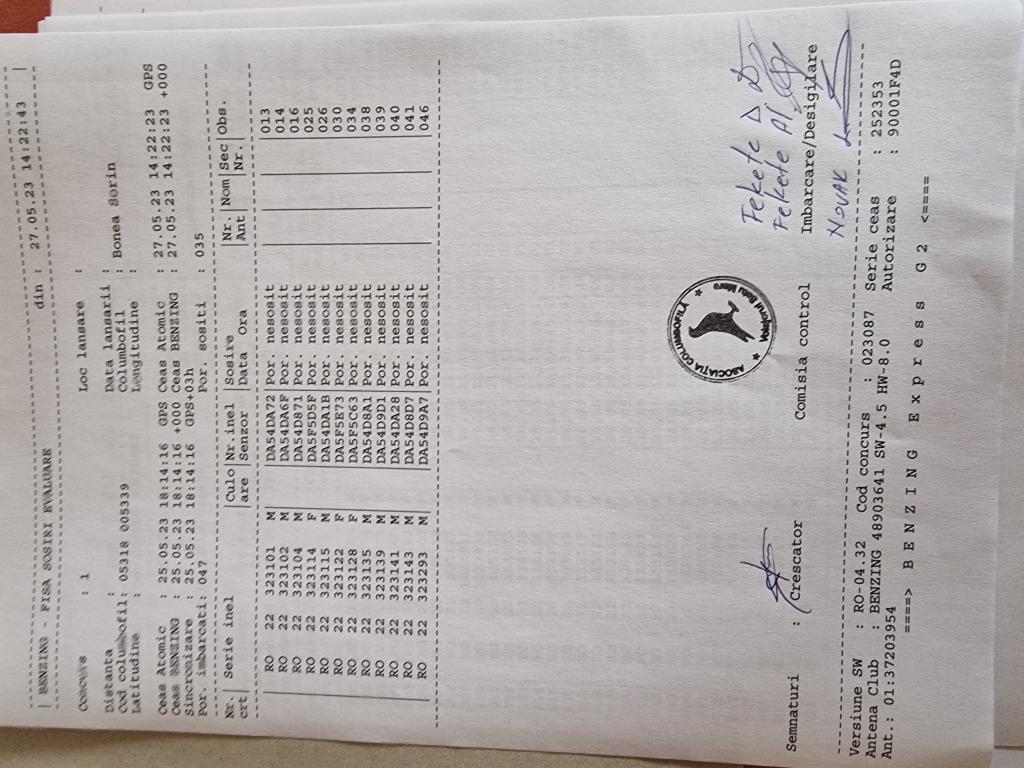 | BENZING - FISA SOSIRI EVALUARE din : 27.05.23 14:22:43 |
Concurs : 1 Loc lansare :
Distanta : Data lansarii :
Cod columbofil: 05318 005339 Columbofil : Bonea Sorin
Latitudine : Longitudine :
Ceas Atomic : 25.05.23 18:14:16 GPS Ceas Atomic : 27.05.23 14:22:23 GPS
Ceas BENZING : 25.05.23 18:14:16 +000 Ceas BENZING : 27.05.23 14:22:23 +000
Sincronizare : 25.05.23 18:14:16 GPS+03h
Por. imbarcati: 047 Por. sositi : 035
Nr.| Serie inel |Culo|Nr.inel |Sosire |Nr. |Nom|Sec|Obs.
crt| |are |Senzor |Data Ora |Ant | |Nr.|
RO 22 323101 M |DA54DA72|Por. nesosit 013
RO 22 323102 M |DA54DA6F|Por. nesosit 014
RO 22 323104 M |DA54D871|Por. nesosit 016
RO 22 323114 F |DA5F5D5F|Por. nesosit 025
RO 22 323115 M |DA54DA1B|Por. nesosit 026
RO 22 323122 F |DA5F5E73|Por. nesosit 030
RO 22 323128 F |DA5F5C63|Por. nesosit 034
RO 22 323135 M |DA54D8A1|Por. nesosit 038
RO 22 323139 M |DA54D9D1|Por. nesosit 039
RO 22 323141 M |DA54DA28|Por. nesosit 040
RO 22 323143 M |DA54D8D7|Por. nesosit 041
RO 22 323293 M |DA54D9A7|Por. nesosit 046
ASOCIAȚIA COLUMBOFILĂ
Fekete Δ
Fekete Al
Semnaturi : Crescator Comisia control Imbarcare/Desigilare
NOVAK
Versiune SW : RO-04.32 Cod concurs : 023087 Serie ceas : 252353
Antena Club : BENZING 48903641 SW-4.5 HW-8.0 Autorizare : 90001F4D
Ant.: 01:37203954
====> B E N Z I N G E x p r e s s G 2 <====